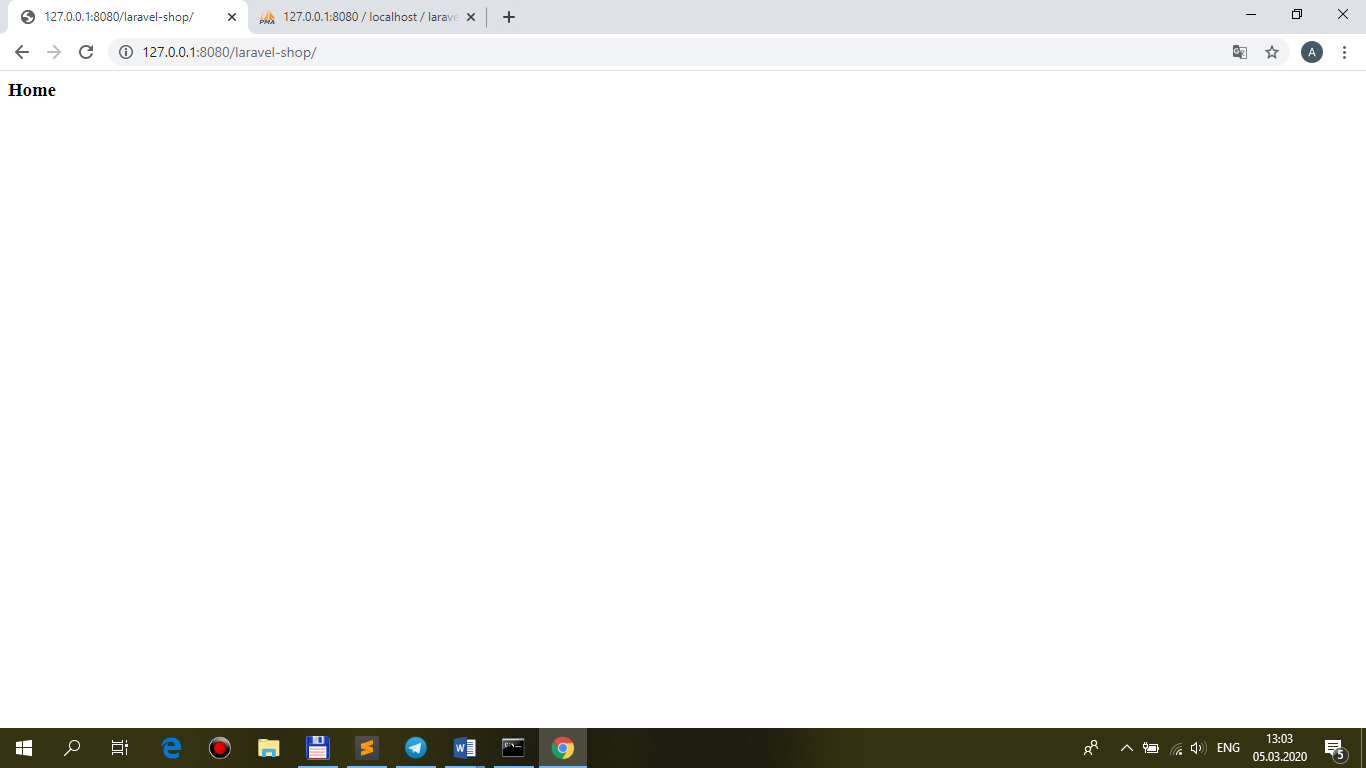 127.0.0.1:8080/laravel-shop/
127.0.0.1:8080 / localhost / larave
127.0.0.1:8080/laravel-shop/
A
Home
ENG
13:03
05.03.2020
5